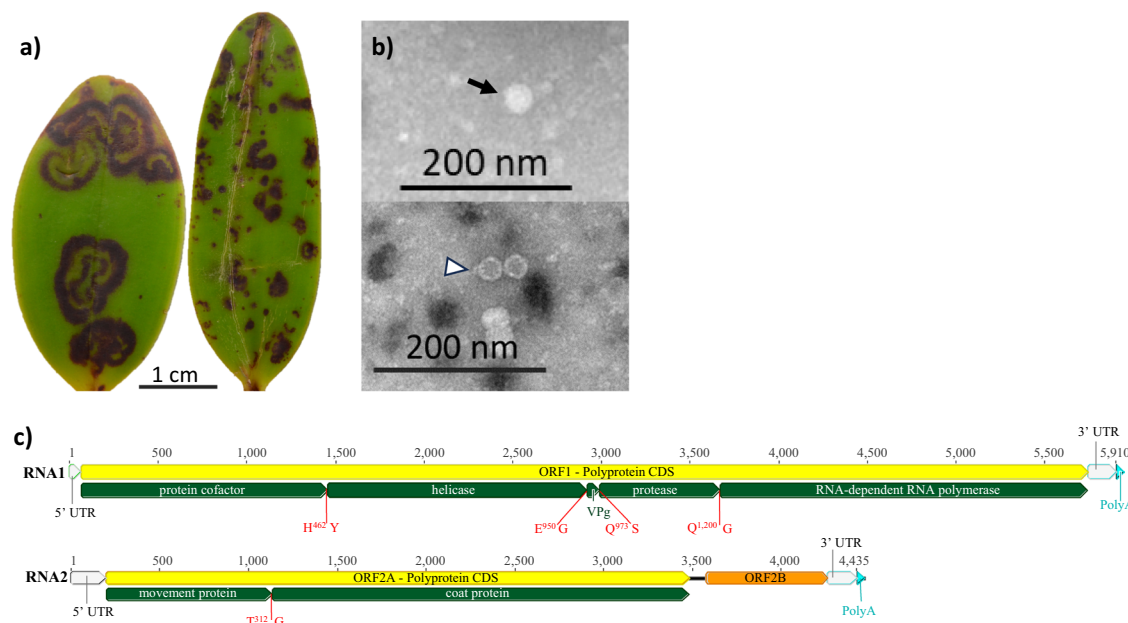 a)
b)
200 nm
200 nm
1 cm
c)
3’ UTR
1 500 1,000 1,500 2,000 2,500 3,000 3,500 4,000 4,500 5,000 5,500 5,910
RNA1 ORF1 - Polyprotein CDS
protein cofactor helicase protease RNA-dependent RNA polymerase
5’ UTR VPg PolyA
H462 Y E950 G Q973 S Q1,200 G
3’ UTR
1 500 1,000 1,500 2,000 2,500 3,000 3,500 4,000 4,435
RNA2 ORF2A - Polyprotein CDS ORF2B
movement protein coat protein
5’ UTR PolyA
T312 G